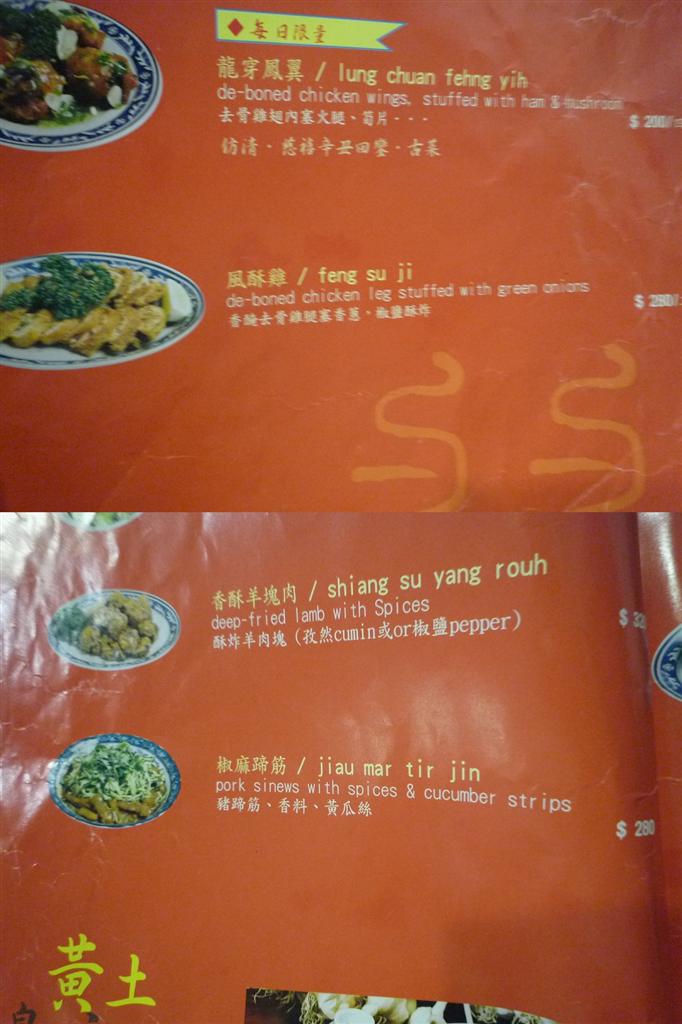 每日限量
龍穿鳳翼 / lung chuan fehng yih
de-boned chicken wings, stuffed with ham & mushroom
去骨雞翅內塞火腿、筍片···
$ 200/
仿清·慈禧辛丑回鑾·古菜
風酥雞 / feng su ji
de-boned chicken leg stuffed with green onions
$ 280/
香醃去骨雞腿塞香蔥·椒鹽酥炸
香酥羊塊肉 / shiang su yang rouh
deep-fried lamb with Spices
酥炸羊肉塊 (孜然cumin或or椒鹽pepper)
$ 32
椒麻蹄筋 / jiau mar tir jin
pork sinews with spices & cucumber strips
豬蹄筋、香料、黃瓜絲
$ 280
黃土